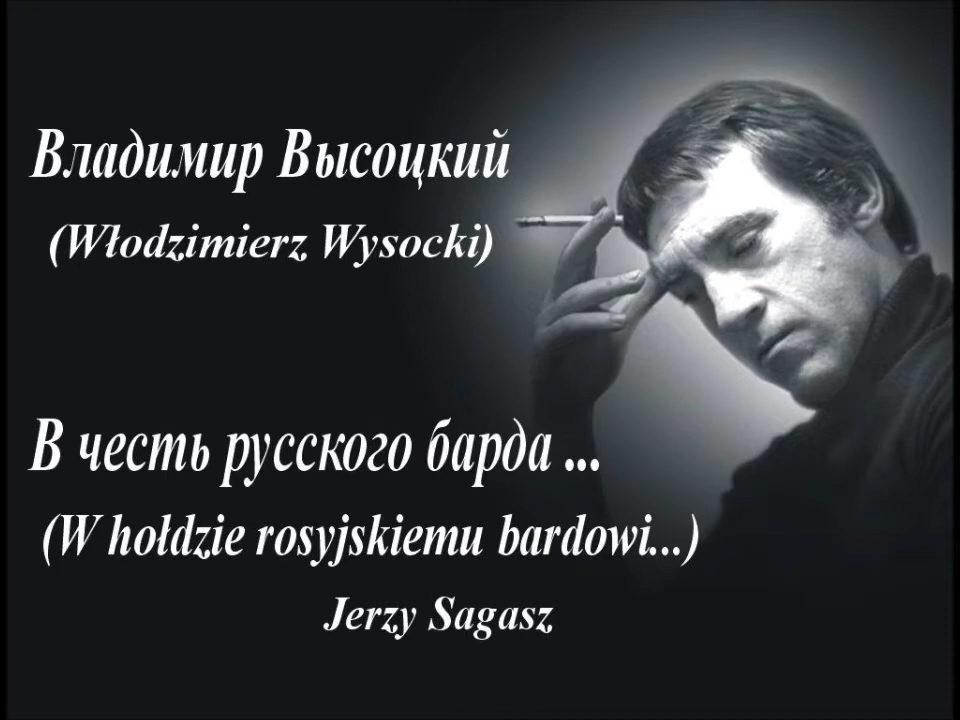 Владимир Высоцкий
(Włodzimierz Wysocki)
В честь русского барда ...
(W hołdzie rosyjskiemu bardowi...)
Jerzy Sagasz